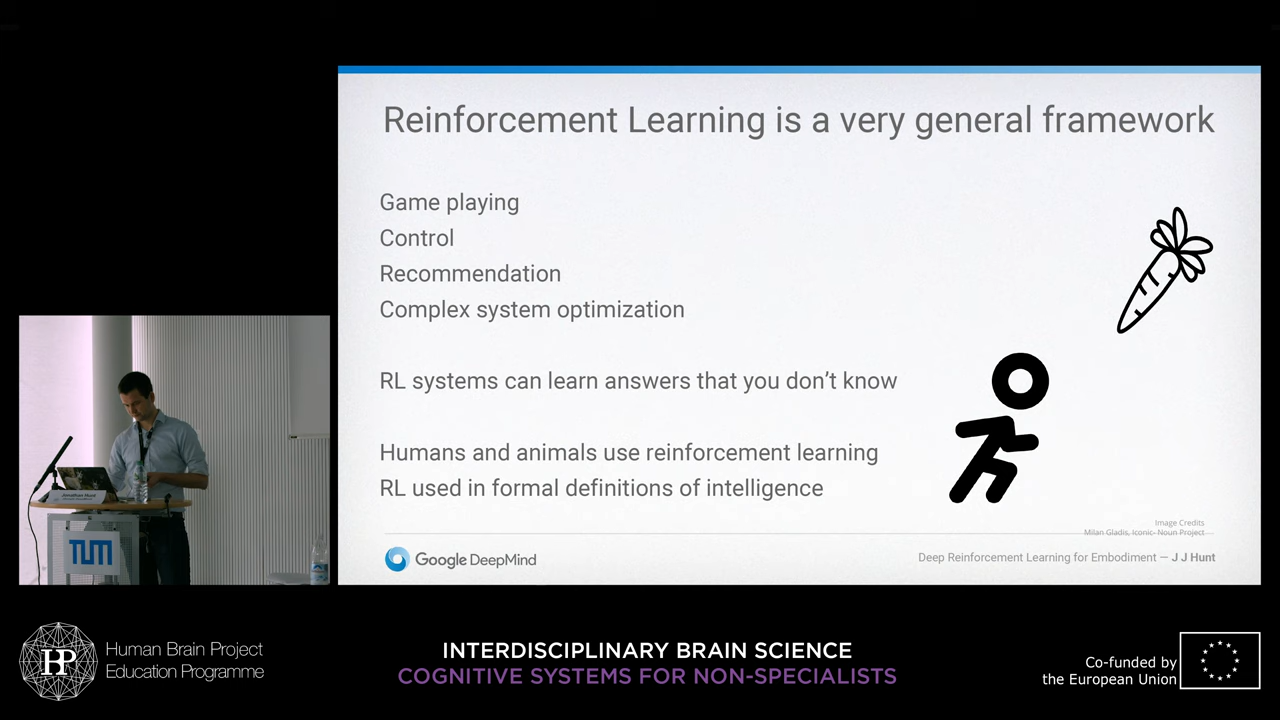 Reinforcement Learning is a very general framework
Game playing
Control
Recommendation
Complex system optimization
RL systems can learn answers that you don't know
Humans and animals use reinforcement learning
RL used in formal definitions of intelligence
Image Credits
Milan Gladis, Iconic- Noun Project
Google DeepMind
Deep Reinforcement Learning for Embodiment — J J Hunt
Jonathan Hunt
TUM
HP
Human Brain Project
Education Programme
INTERDISCIPLINARY BRAIN SCIENCE
COGNITIVE SYSTEMS FOR NON-SPECIALISTS
Co-funded by
the European Union